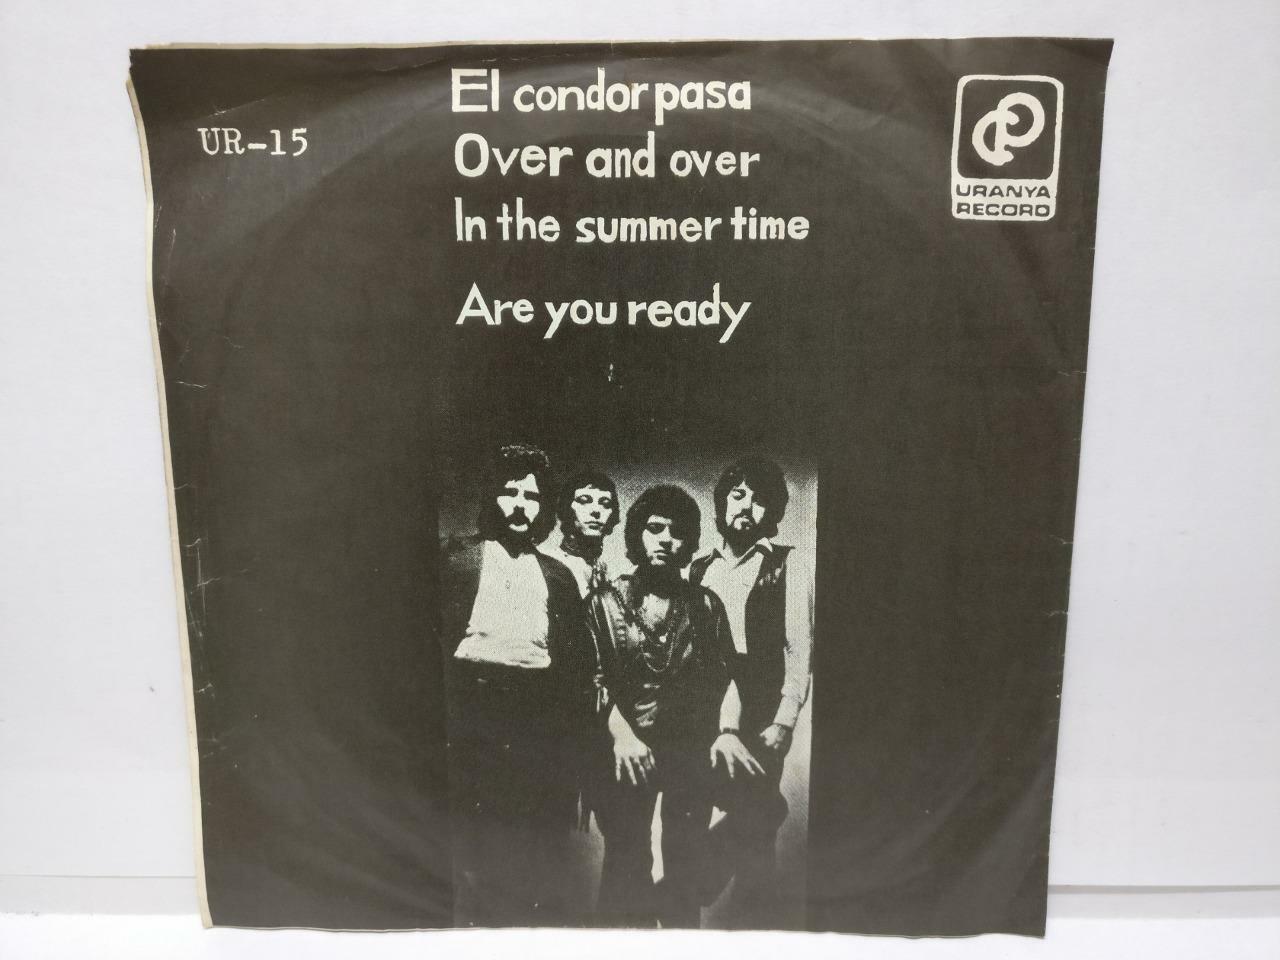 El condor pasa
UR-15
Over and over
In the summer time
Are you ready
URANYA
RECORD